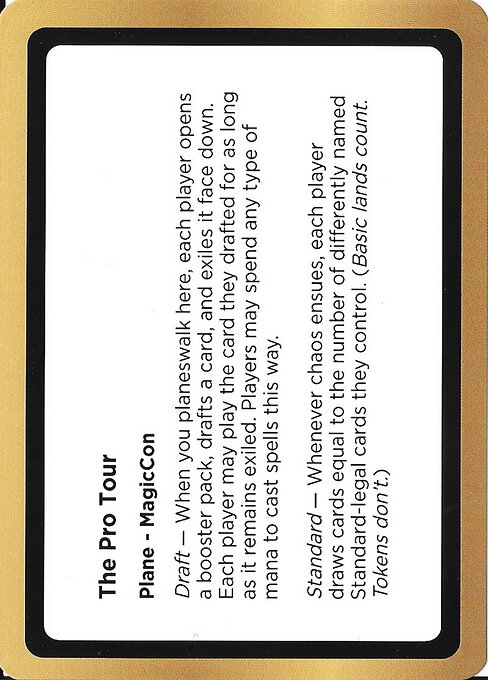 The Pro Tour
Plane - MagicCon
Draft — When you planeswalk here, each player opens
a booster pack, drafts a card, and exiles it face down.
Each player may play the card they drafted for as long
as it remains exiled. Players may spend any type of
mana to cast spells this way.
Standard — Whenever chaos ensues, each player
draws cards equal to the number of differently named
Standard-legal cards they control. (Basic lands count.
Tokens don't.)